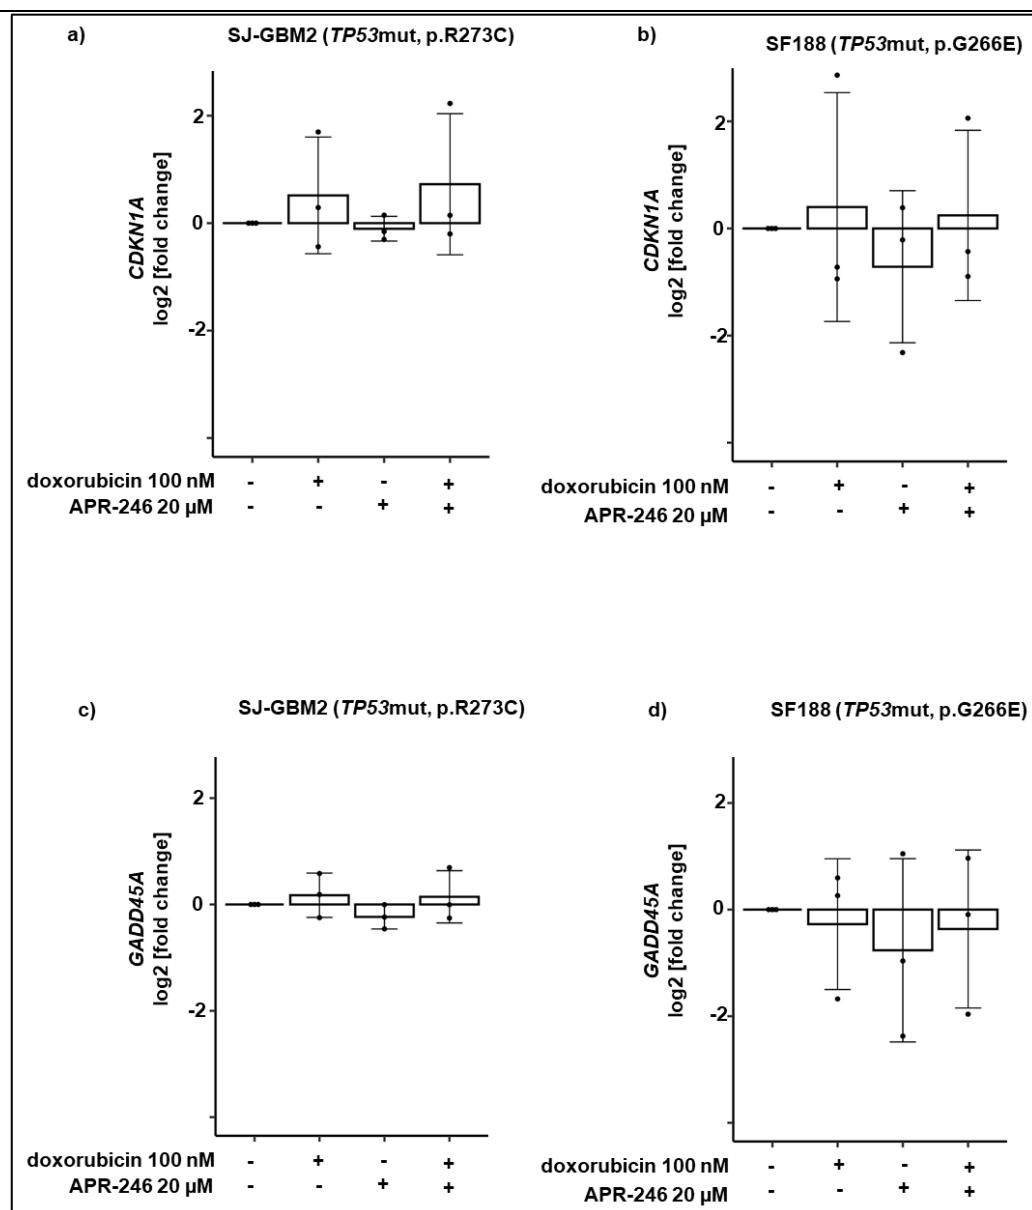 a)
SJ-GBM2 (TP53mut, p.R273C)
CDKN1A
log2 [fold change]
2
0
-2
doxorubicin 100 nM - + - +
APR-246 20 µM - - + +
b)
SF188 (TP53mut, p.G266E)
CDKN1A
log2 [fold change]
2
0
-2
doxorubicin 100 nM - + - +
APR-246 20 µM - - + +
c)
SJ-GBM2 (TP53mut, p.R273C)
GADD45A
log2 [fold change]
2
0
-2
doxorubicin 100 nM - + - +
APR-246 20 µM - - + +
d)
SF188 (TP53mut, p.G266E)
GADD45A
log2 [fold change]
2
0
-2
doxorubicin 100 nM - + - +
APR-246 20 µM - - + +